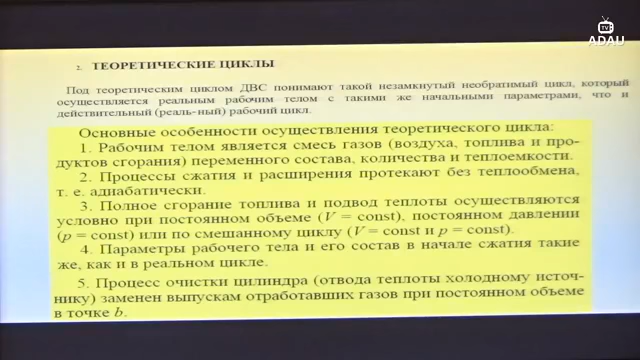 TV
ADAU
2. ТЕОРЕТИЧЕСКИЕ ЦИКЛЫ
Под теоретическим циклом ДВС понимают такой незамкнутый необратимый цикл, который
осуществляется реальным рабочим телом с такими же начальными параметрами, что и
действительный (реаль-ный) рабочий цикл.
Основные особенности осуществления теоретического цикла:
1. Рабочим телом является смесь газов (воздуха, топлива и про-
дуктов сгорания) переменного состава, количества и теплоемкости.
2. Процессы сжатия и расширения протекают без теплообмена,
т. е. адиабатически.
3. Полное сгорание топлива и подвод теплоты осуществляются
условно при постоянном объеме (V = const), постоянном давлении
(p = const) или по смешанному циклу (V = const и p = const).
4. Параметры рабочего тела и его состав в начале сжатия такие
же, как и в реальном цикле.
5. Процесс очистки цилиндра (отвода теплоты холодному источ-
нику) заменен выпускам отработавших газов при постоянном объеме
в точке b.